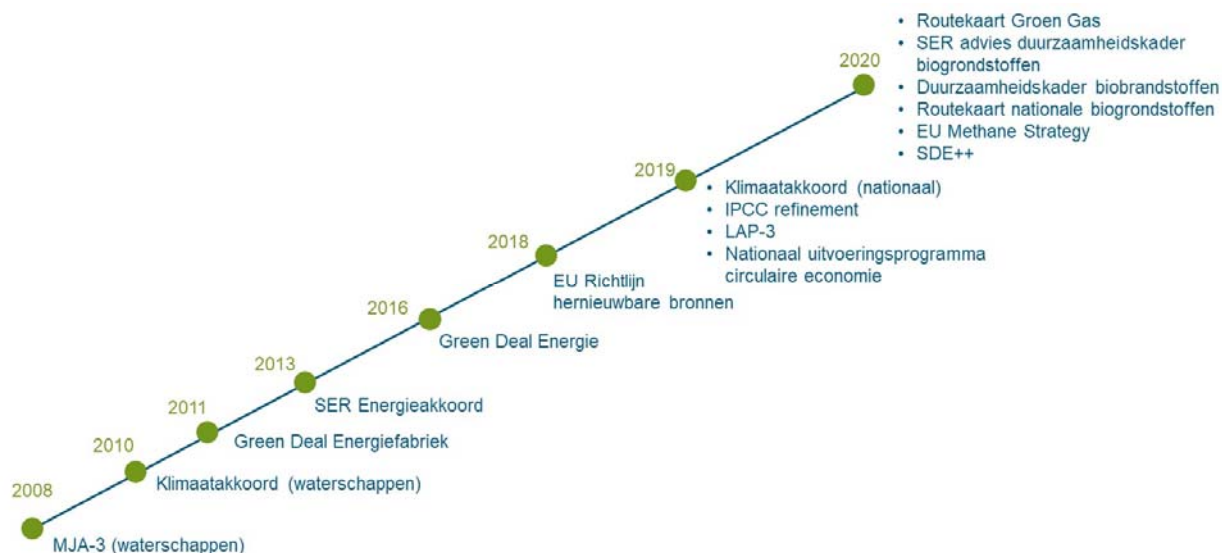 2020
• Routekaart Groen Gas
• SER advies duurzaamheidskader
biogrondstoffen
• Duurzaamheidskader biobrandstoffen
• Routekaart nationale biogrondstoffen
• EU Methane Strategy
• SDE++
2019
• Klimaatakkoord (nationaal)
• IPCC refinement
• LAP-3
• Nationaal uitvoeringsprogramma
circulaire economie
2018
EU Richtlijn
hernieuwbare bronnen
2016
Green Deal Energie
2013
SER Energieakkoord
2011
Green Deal Energiefabriek
2010
Klimaatakkoord (waterschappen)
2008
MJA-3 (waterschappen)